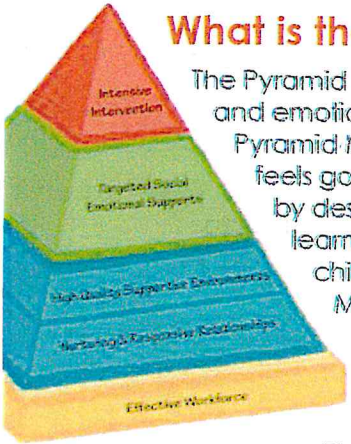 What is th
The Pyramid
and emotio
Pyramid M
feels go
by des
learn
chi
M
Intensive
Intervention
Targeted Social
Emotional Supports
High Quality Supportive Environments
Nurturing & Responsive Relationships
Effective Workforce